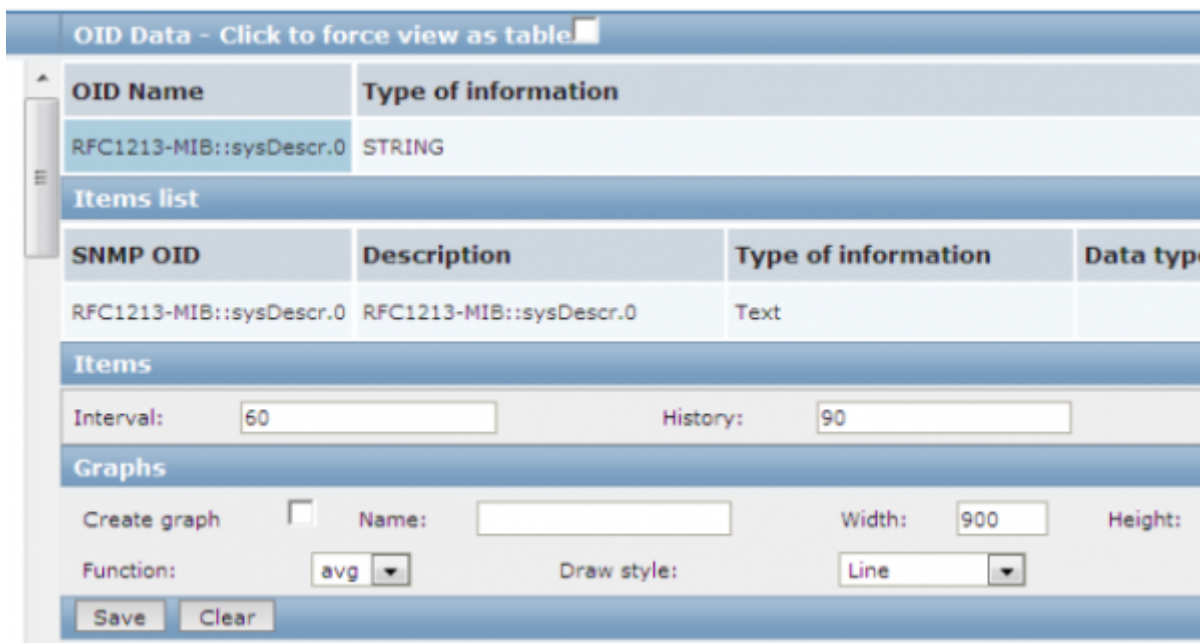 OID Data - Click to force view as table
OID Name Type of information
RFC1213-MIB::sysDescr.0 STRING
Items list
SNMP OID Description Type of information Data type
RFC1213-MIB::sysDescr.0 RFC1213-MIB::sysDescr.0 Text
Items
Interval: 60 History: 90
Graphs
Create graph Name: Width: 900 Height:
Function: avg Draw style: Line
Save Clear